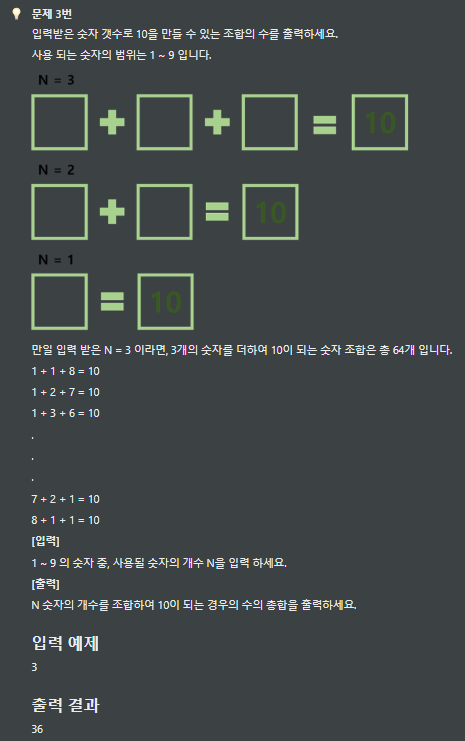 문제 3번
입력받은 숫자 갯수로 10을 만들 수 있는 조합의 수를 출력하세요.
사용 되는 숫자의 범위는 1 ~ 9 입니다.
N = 3
+ + = 10
N = 2
+ = 10
N = 1
= 10
만일 입력 받은 N = 3 이라면, 3개의 숫자를 더하여 10이 되는 숫자 조합은 총 64개 입니다.
1 + 1 + 8 = 10
1 + 2 + 7 = 10
1 + 3 + 6 = 10
.
.
.
7 + 2 + 1 = 10
8 + 1 + 1 = 10
[입력]
1 ~ 9 의 숫자 중, 사용될 숫자의 개수 N을 입력 하세요.
[출력]
N 숫자의 개수를 조합하여 10이 되는 경우의 수의 총합을 출력하세요.
입력 예제
3
출력 결과
36